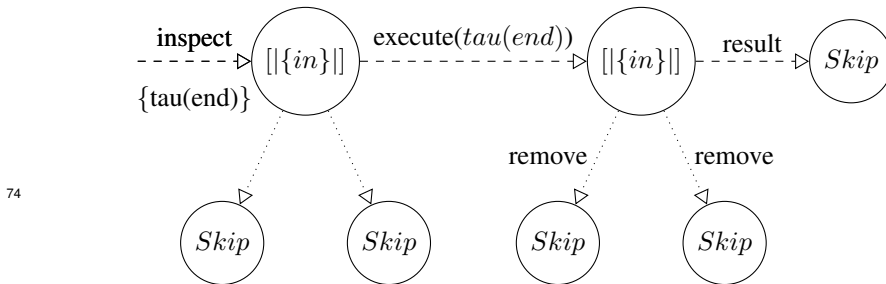 inspect
{tau(end)}
[|{in}|]
execute(tau(end))
[|{in}|]
result
Skip
remove
remove
74
Skip
Skip
Skip
Skip